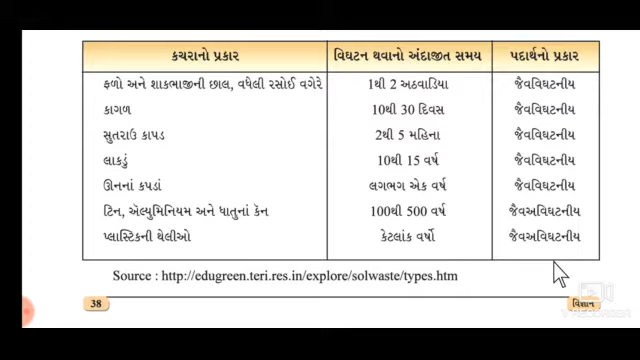 કચરાનો પ્રકાર વિઘટન થવાનો અંદાજીત સમય પદાર્થનો પ્રકાર
ફળો અને શાકભાજીની છાલ, વધેલી રસોઈ વગેરે 1થી 2 અઠવાડિયા જૈવવિઘટનીય
કાગળ 10થી 30 દિવસ જૈવવિઘટનીય
સુતરાઉ કાપડ 2થી 5 મહિના જૈવવિઘટનીય
લાકડું 10થી 15 વર્ષ જૈવવિઘટનીય
ઊનનાં કપડાં લગભગ એક વર્ષ જૈવવિઘટનીય
ટિન, ઍલ્યુમિનિયમ અને ધાતુનાં કૅન 100થી 500 વર્ષ જૈવઅવિઘટનીય
પ્લાસ્ટિકની થેલીઓ કેટલાંક વર્ષો જૈવઅવિઘટનીય
Source : http://edugreen.teri.res.in/explore/solwaste/types.htm
38 વિજ્ઞાન